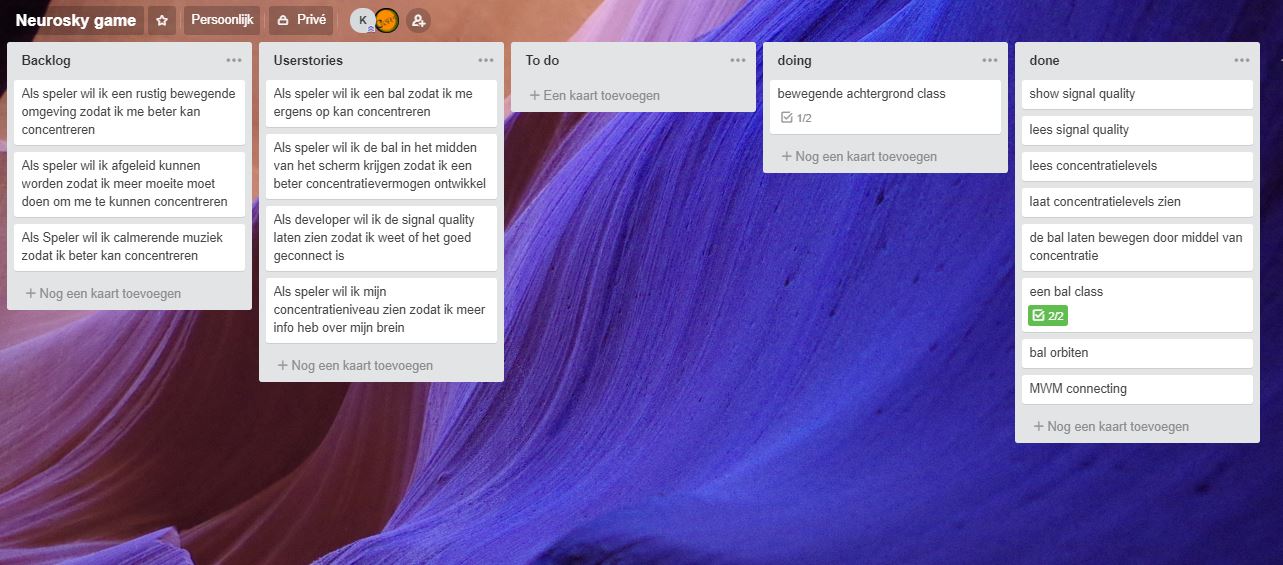 Neurosky game
Persoonlijk
Privé
K
Backlog
Als speler wil ik een rustig bewegende
omgeving zodat ik me beter kan
concentreren
Als speler wil ik afgeleid kunnen
worden zodat ik meer moeite moet
doen om me te kunnen concentreren
Als Speler wil ik calmerende muziek
zodat ik beter kan concentreren
+ Nog een kaart toevoegen
Userstories
Als speler wil ik een bal zodat ik me
ergens op kan concentreren
Als speler wil ik de bal in het midden
van het scherm krijgen zodat ik een
beter concentratievermogen ontwikkel
Als developer wil ik de signal quality
laten zien zodat ik weet of het goed
geconnect is
Als speler wil ik mijn
concentratieniveau zien zodat ik meer
info heb over mijn brein
+ Nog een kaart toevoegen
To do
+ Een kaart toevoegen
doing
bewegende achtergrond class
1/2
+ Nog een kaart toevoegen
done
show signal quality
lees signal quality
lees concentratielevels
laat concentratielevels zien
de bal laten bewegen door middel van
concentratie
een bal class
2/2
bal orbiten
MWM connecting
+ Nog een kaart toevoegen